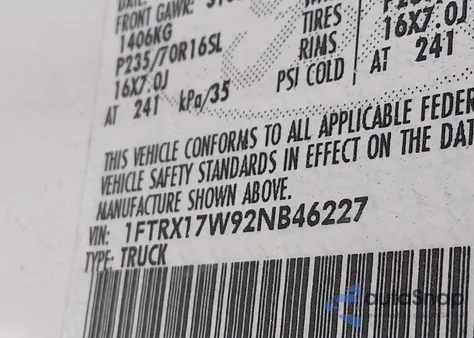 DATE:
FRONT GAWR:
1406KG
P235/70R16SL TIRES
16X7.0J RIMS 16X7.0J
AT 241 kPa/35 PSI COLD AT 241
THIS VEHICLE CONFORMS TO ALL APPLICABLE FEDER
VEHICLE SAFETY STANDARDS IN EFFECT ON THE DAT
MANUFACTURE SHOWN ABOVE.
VIN: 1FTRX17W92NB46227
TYPE: TRUCK
autoSnap